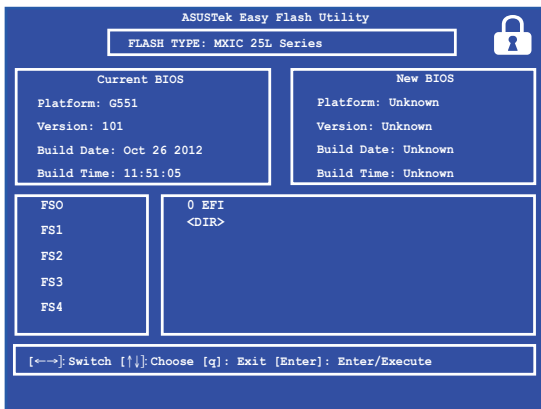 ASUSTek Easy Flash Utility
FLASH TYPE: MXIC 25L Series
Current BIOS
Platform: G551
Version: 101
Build Date: Oct 26 2012
Build Time: 11:51:05
New BIOS
Platform: Unknown
Version: Unknown
Build Date: Unknown
Build Time: Unknown
FSO
FS1
FS2
FS3
FS4
0 EFI
<DIR>
[←→]: Switch [↑↓]: Choose [q]: Exit [Enter]: Enter/Execute